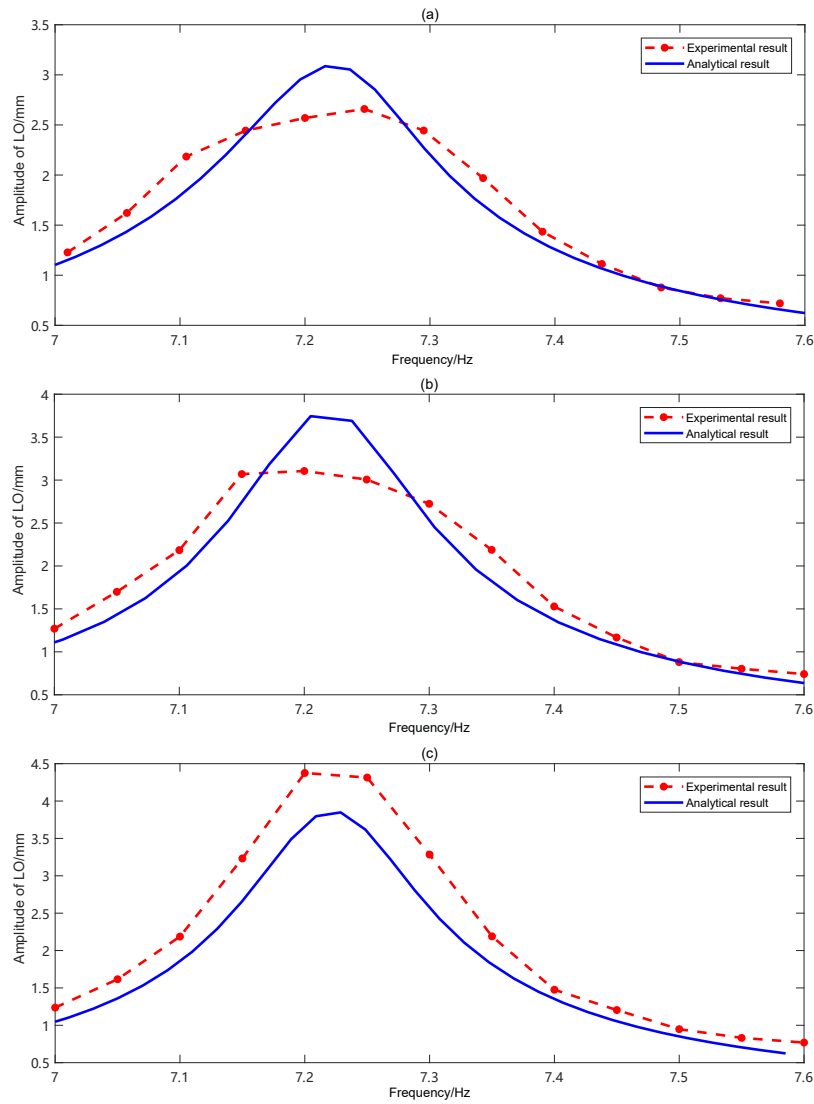 (a)
3.5
3
2.5
2
1.5
1
0.5
Amplitude of LO/mm
Experimental result
Analytical result
7 7.1 7.2 7.3 7.4 7.5 7.6
Frequency/Hz
(b)
4
3.5
3
2.5
2
1.5
1
0.5
Amplitude of LO/mm
Experimental result
Analytical result
7 7.1 7.2 7.3 7.4 7.5 7.6
Frequency/Hz
(c)
4.5
4
3.5
3
2.5
2
1.5
1
0.5
Amplitude of LO/mm
Experimental result
Analytical result
7 7.1 7.2 7.3 7.4 7.5 7.6
Frequency/Hz